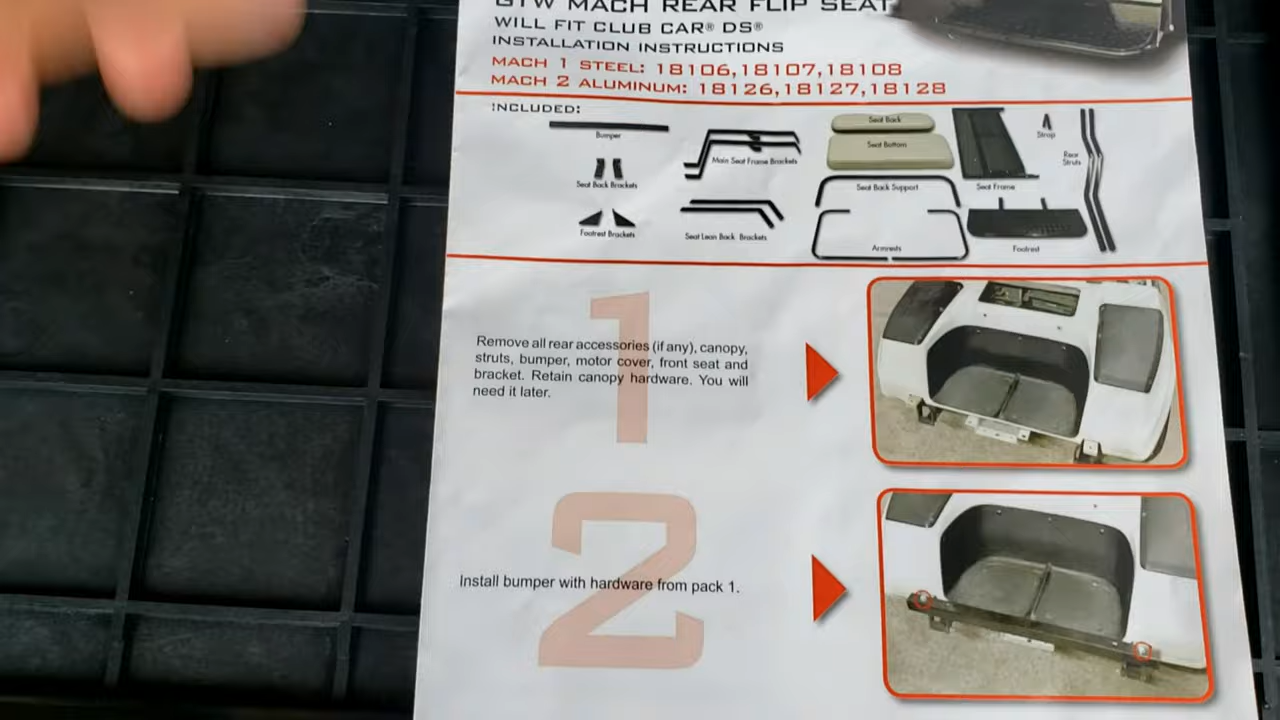 GTW MACH REAR FLIP SEAT
WILL FIT CLUB CAR® DS®
INSTALLATION INSTRUCTIONS
MACH 1 STEEL: 18106,18107,18108
MACH 2 ALUMINUM: 18126,18127,18128
INCLUDED:
Bumper
Main Seat Frame Brackets
Seat Back
Seat Bottom
Strap
Rear
Struts
Seat Back Brackets
Seat Back Support
Seat Frame
Footrest Brackets
Seat Lean Back Brackets
Armrests
Footrest
1
Remove all rear accessories (if any), canopy,
struts, bumper, motor cover, front seat and
bracket. Retain canopy hardware. You will
need it later.
2
Install bumper with hardware from pack 1.